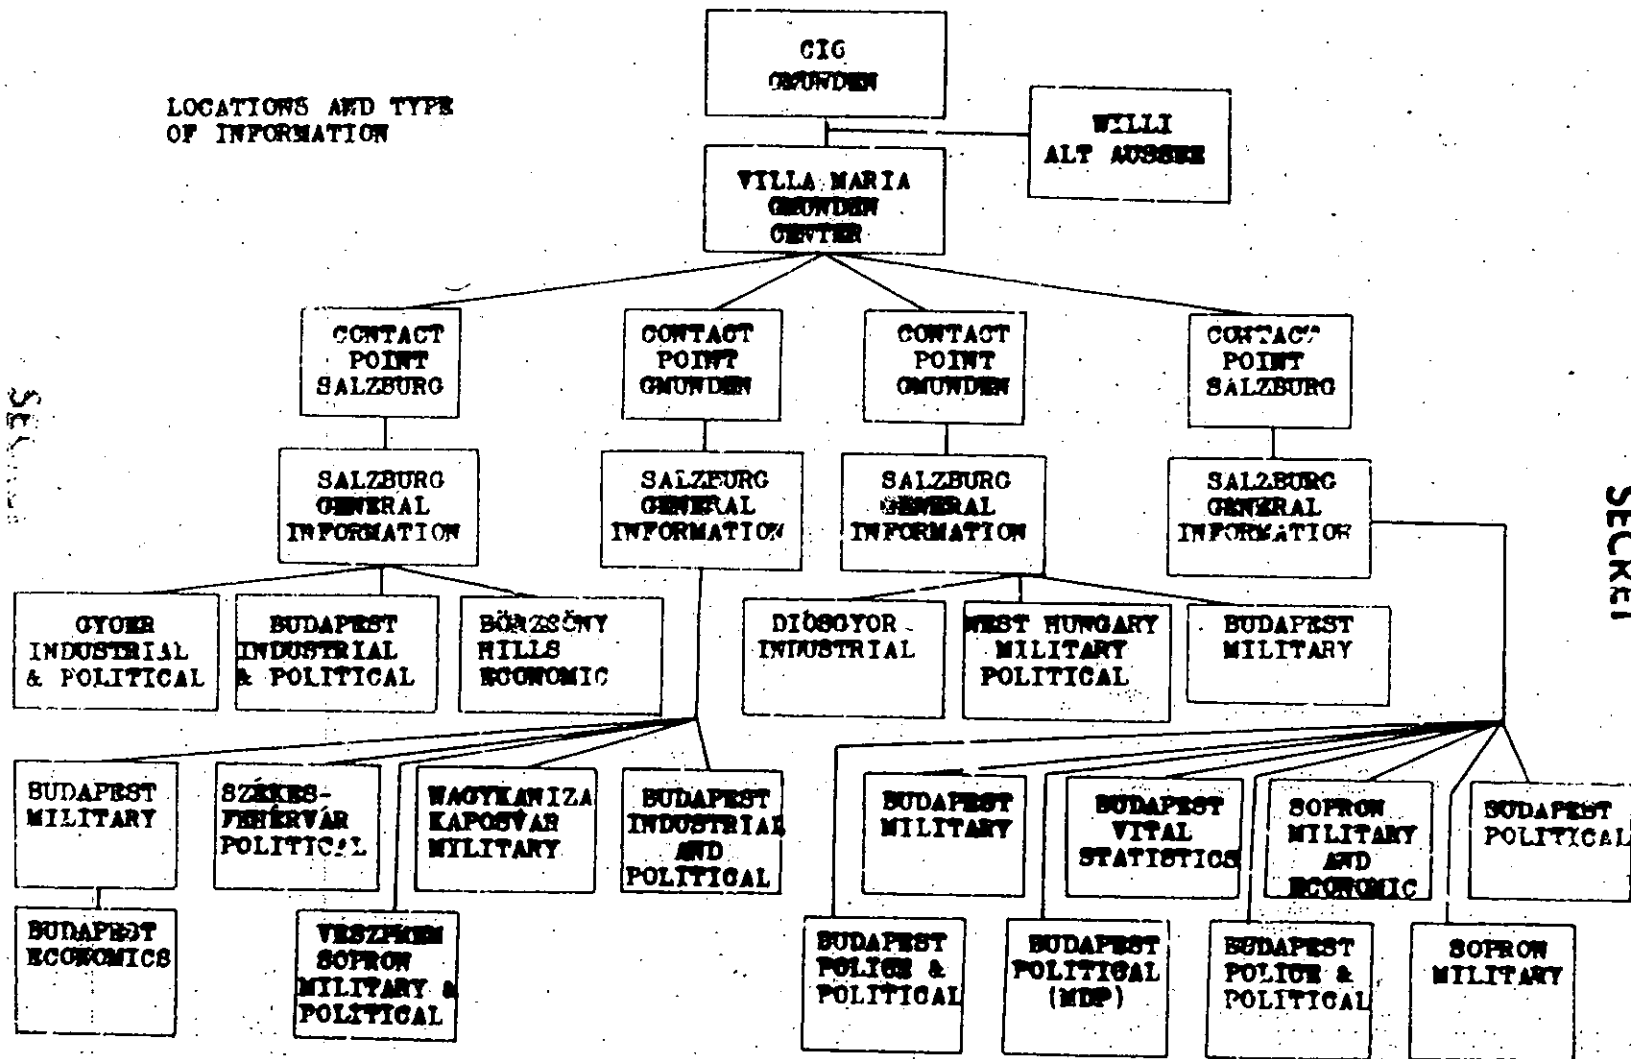 CIG
GMUNDEN
LOCATIONS AND TYPE
OF INFORMATION
WILLI
ALT AUSSEE
VILLA MARIA
GMUNDEN
CENTER
CONTACT
POINT
SALZBURG
CONTACT
POINT
GMUNDEN
CONTACT
POINT
GMUNDEN
CONTACT
POINT
SALZBURG
SALZBURG
GENERAL
INFORMATION
SALZBURG
GENERAL
INFORMATION
SALZBURG
GENERAL
INFORMATION
SALZBURG
GENERAL
INFORMATION
SECRET
GYOER
INDUSTRIAL
& POLITICAL
BUDAPEST
INDUSTRIAL
& POLITICAL
BÖRZSÖNY
HILLS
ECONOMIC
DIÓSGYOR
INDUSTRIAL
WEST HUNGARY
MILITARY
POLITICAL
BUDAPEST
MILITARY
BUDAPEST
MILITARY
SZÉKES-
FEHÉRVÁR
POLITICAL
NAGYKANIZA
KAPOSVAR
MILITARY
BUDAPEST
INDUSTRIAL
AND
POLITICAL
BUDAPEST
MILITARY
BUDAPEST
VITAL
STATISTICS
SOPRON
MILITARY
AND
ECONOMIC
BUDAPEST
POLITICAL
BUDAPEST
ECONOMICS
VESZPREM
SOPRON
MILITARY &
POLITICAL
BUDAPEST
POLICE &
POLITICAL
BUDAPEST
POLITICAL
(MDP)
BUDAPEST
POLICE &
POLITICAL
SOPRON
MILITARY